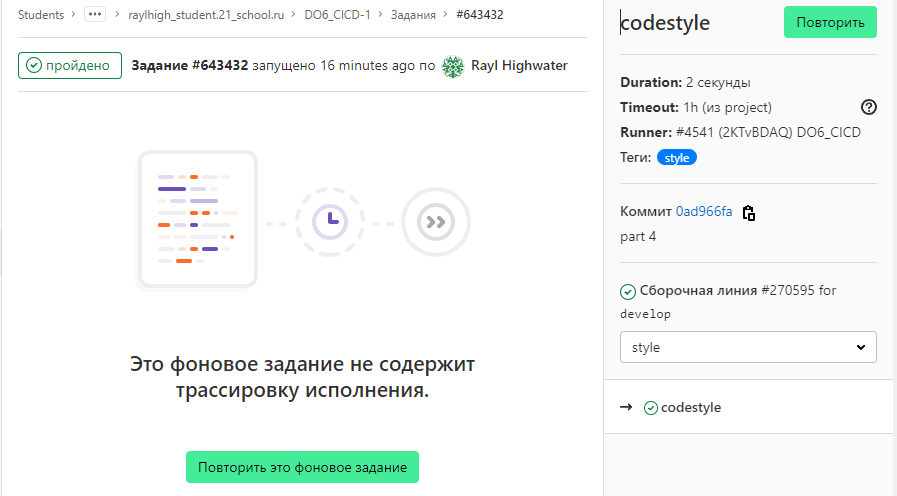 Students > ··· > raylhigh_student.21_school.ru > DO6_CICD-1 > Задания > #643432
пройдено Задание #643432 запущено 16 minutes ago по Rayl Highwater
Это фоновое задание не содержит
трассировку исполнения.
Повторить это фоновое задание
codestyle Повторить
Duration: 2 секунды
Timeout: 1h (из project)
Runner: #4541 (2KTvBDAQ) DO6_CICD
Теги: style
Коммит 0ad966fa
part 4
Сборочная линия #270595 for
develop
style
→ codestyle